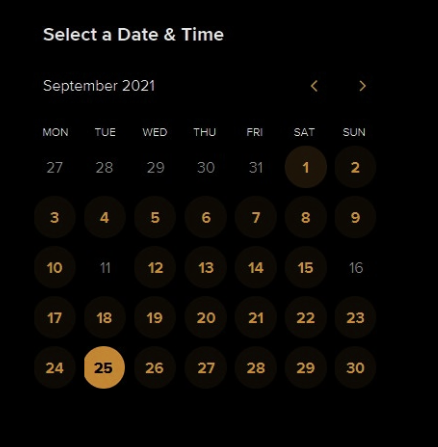 Select a Date & Time
September 2021
MON TUE WED THU FRI SAT SUN
27 28 29 30 31 1 2
3 4 5 6 7 8 9
10 11 12 13 14 15 16
17 18 19 20 21 22 23
24 25 26 27 28 29 30